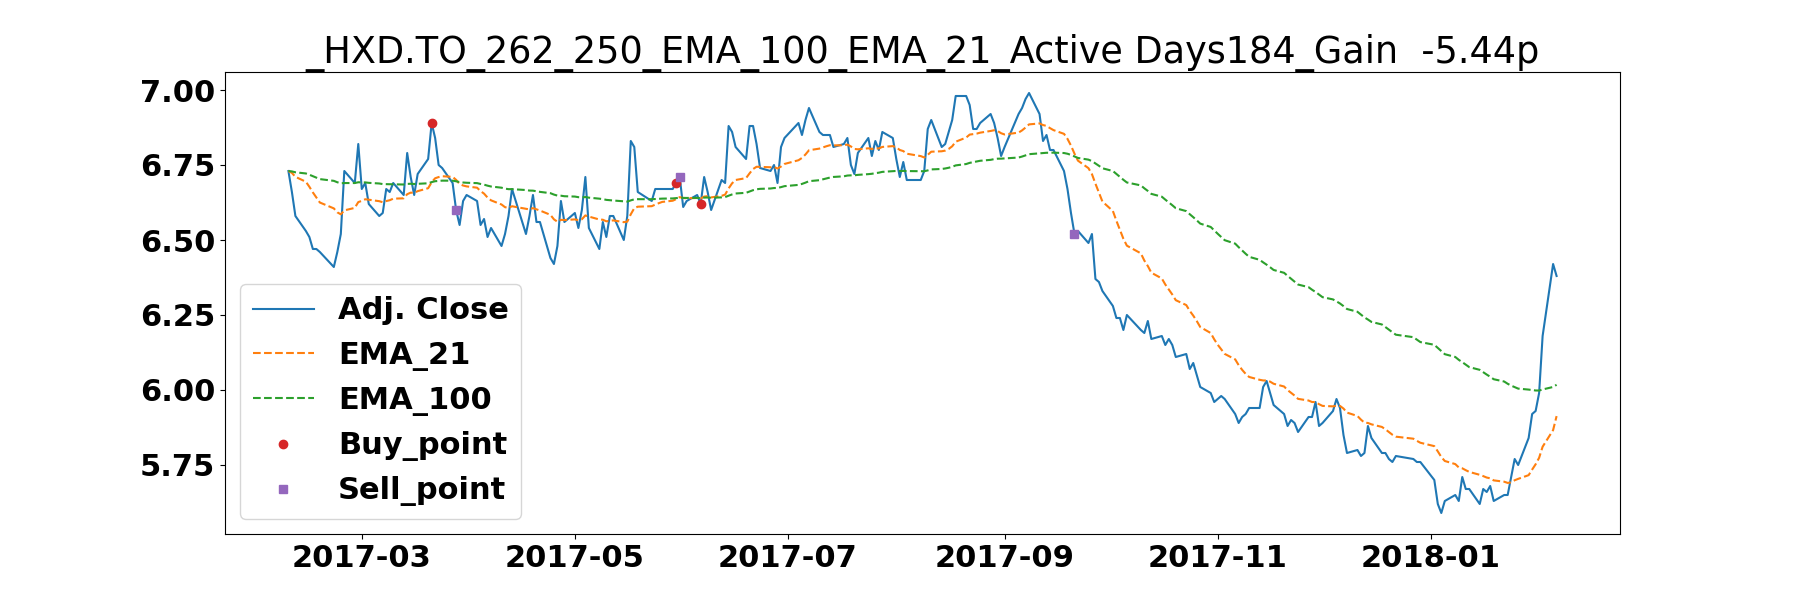 _HXD.TO_262_250_EMA_100_EMA_21_Active Days184_Gain  -5.44p
7.00
6.75
6.50
6.25
6.00
5.75
Adj. Close
EMA_21
EMA_100
Buy_point
Sell_point
2017-03 2017-05 2017-07 2017-09 2017-11 2018-01